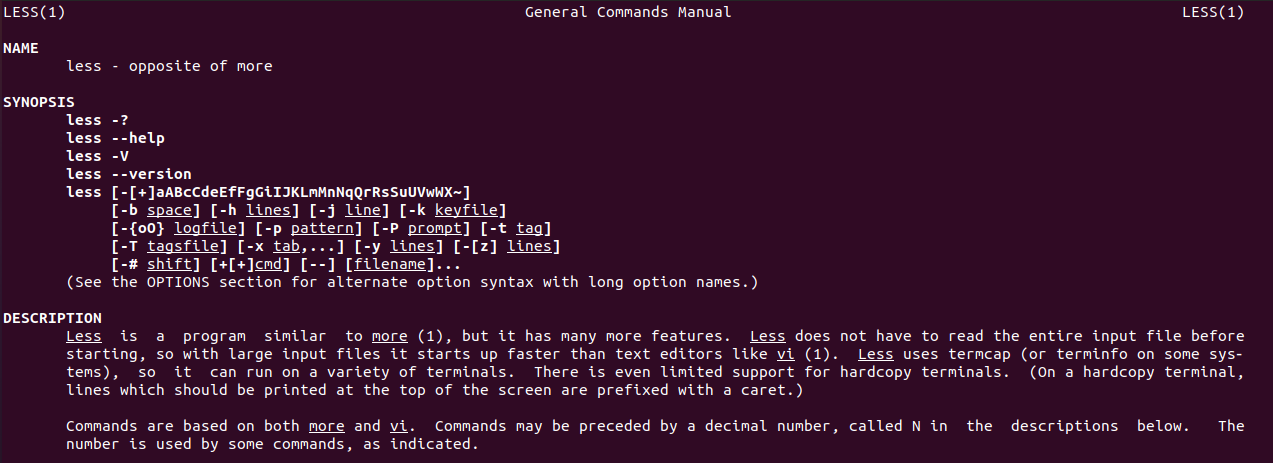 LESS(1) General Commands Manual LESS(1)
NAME
less - opposite of more
SYNOPSIS
less -?
less --help
less -V
less --version
less [-[+]aABcCdeEfFgGiIJKLmMnNqQrRsSuUVwWX~]
[-b space] [-h lines] [-j line] [-k keyfile]
[-{oO} logfile] [-p pattern] [-P prompt] [-t tag]
[-T tagsfile] [-x tab,...] [-y lines] [-[z] lines]
[-# shift] [+[+]cmd] [--] [filename]...
(See the OPTIONS section for alternate option syntax with long option names.)
DESCRIPTION
Less is a program similar to more (1), but it has many more features. Less does not have to read the entire input file before
starting, so with large input files it starts up faster than text editors like vi (1). Less uses termcap (or terminfo on some sys-
tems), so it can run on a variety of terminals. There is even limited support for hardcopy terminals. (On a hardcopy terminal,
lines which should be printed at the top of the screen are prefixed with a caret.)
Commands are based on both more and vi. Commands may be preceded by a decimal number, called N in the descriptions below. The
number is used by some commands, as indicated.